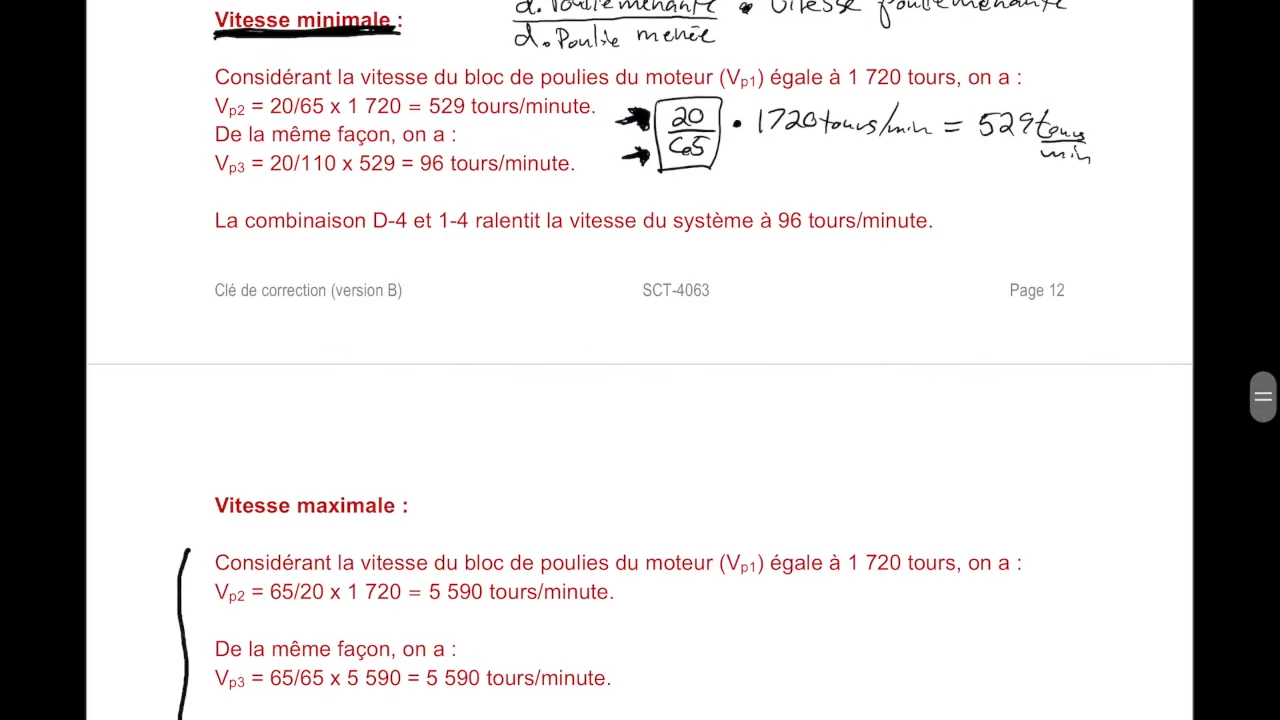 Vitesse minimale :
d. Poulie menante • Vitesse poulie menante
d. Poulie menée
Considérant la vitesse du bloc de poulies du moteur (Vp1) égale à 1 720 tours, on a :
Vp2 = 20/65 x 1 720 = 529 tours/minute.
20/65 • 1720 tours/min = 529 tours/min
De la même façon, on a :
Vp3 = 20/110 x 529 = 96 tours/minute.
La combinaison D-4 et 1-4 ralentit la vitesse du système à 96 tours/minute.
Clé de correction (version B) SCT-4063 Page 12
Vitesse maximale :
Considérant la vitesse du bloc de poulies du moteur (Vp1) égale à 1 720 tours, on a :
Vp2 = 65/20 x 1 720 = 5 590 tours/minute.
De la même façon, on a :
Vp3 = 65/65 x 5 590 = 5 590 tours/minute.